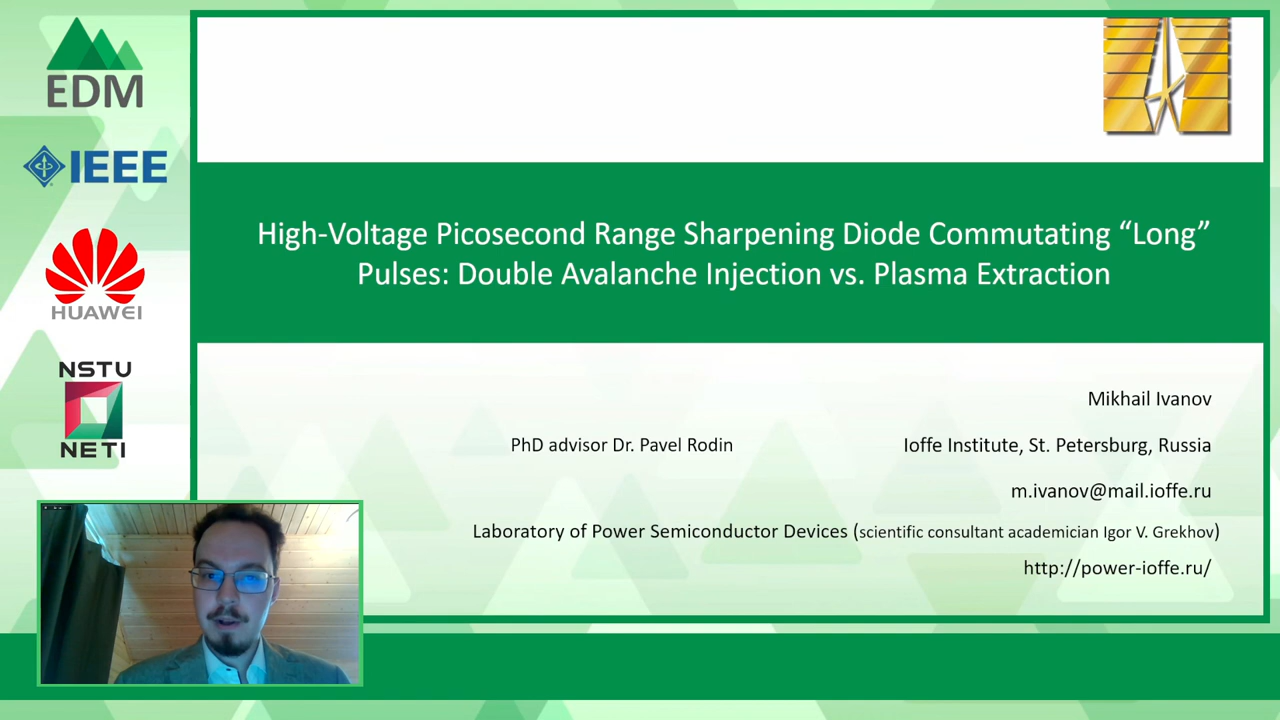 EDM
IEEE
HUAWEI
NSTU
NETI
High-Voltage Picosecond Range Sharpening Diode Commutating “Long”
Pulses: Double Avalanche Injection vs. Plasma Extraction
Mikhail Ivanov
PhD advisor Dr. Pavel Rodin
Ioffe Institute, St. Petersburg, Russia
m.ivanov@mail.ioffe.ru
Laboratory of Power Semiconductor Devices (scientific consultant academician Igor V. Grekhov)
http://power-ioffe.ru/